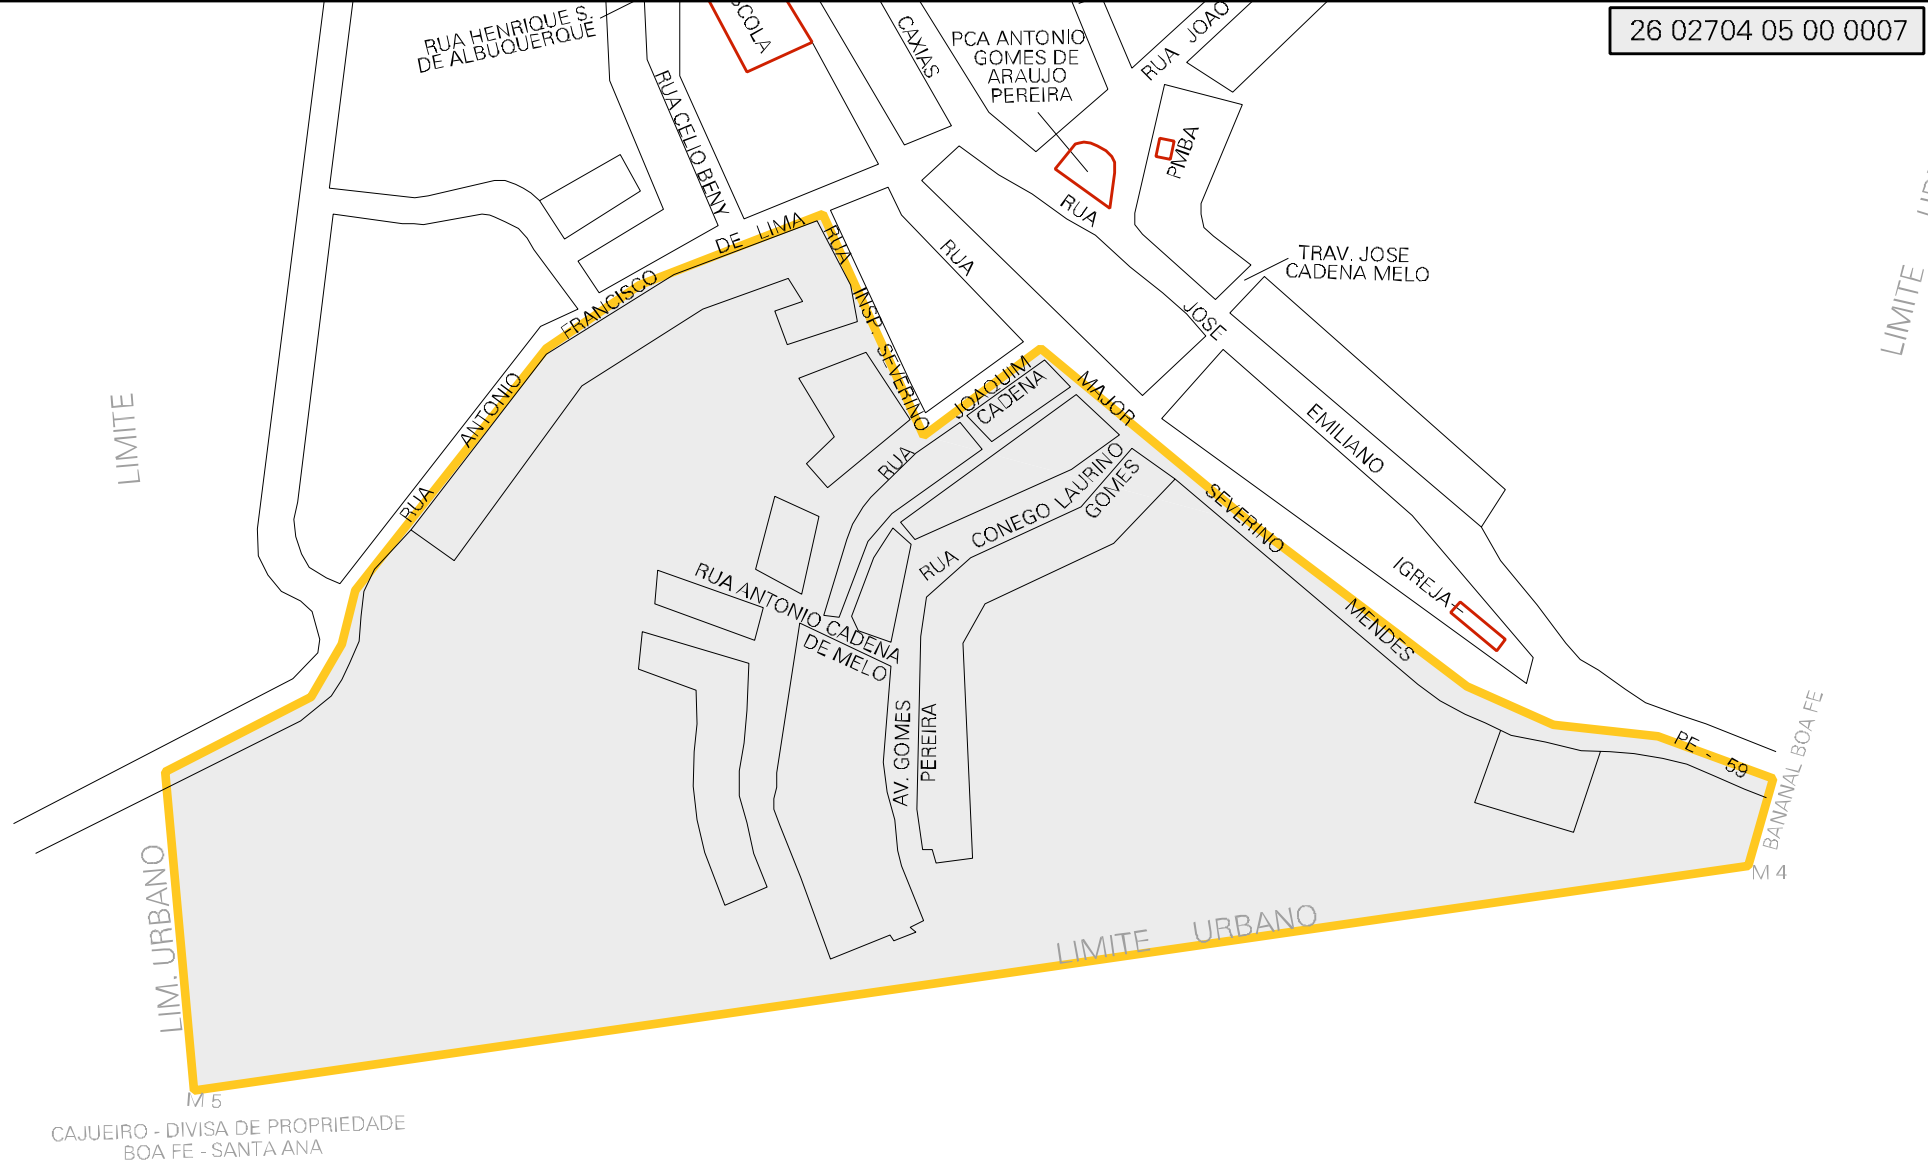 26 02704 05 00 0007
RUA HENRIQUE S.
DE ALBUQUERQUE
SCOLA
CAXIAS
PCA ANTONIO
GOMES DE
ARAUJO
PEREIRA
RUA JOAO
PMBA
RUA CELIO BENY
RUA
JOSE
EMILIANO
TRAV. JOSE
CADENA MELO
RUA
LIMITE
LIMITE
RUA ANTONIO FRANCISCO DE LIMA
RUA INSP. SEVERINO
RUA JOAQUIM
CADENA
MAJOR
SEVERINO
MENDES
PE - 59
IGREJA
RUA CONEGO LAURINO
GOMES
RUA ANTONIO CADENA
DE MELO
AV. GOMES
PEREIRA
BANANAL BOA FE
M 4
LIMITE URBANO
LIM. URBANO
M 5
CAJUEIRO - DIVISA DE PROPRIEDADE
BOA FE - SANTA ANA